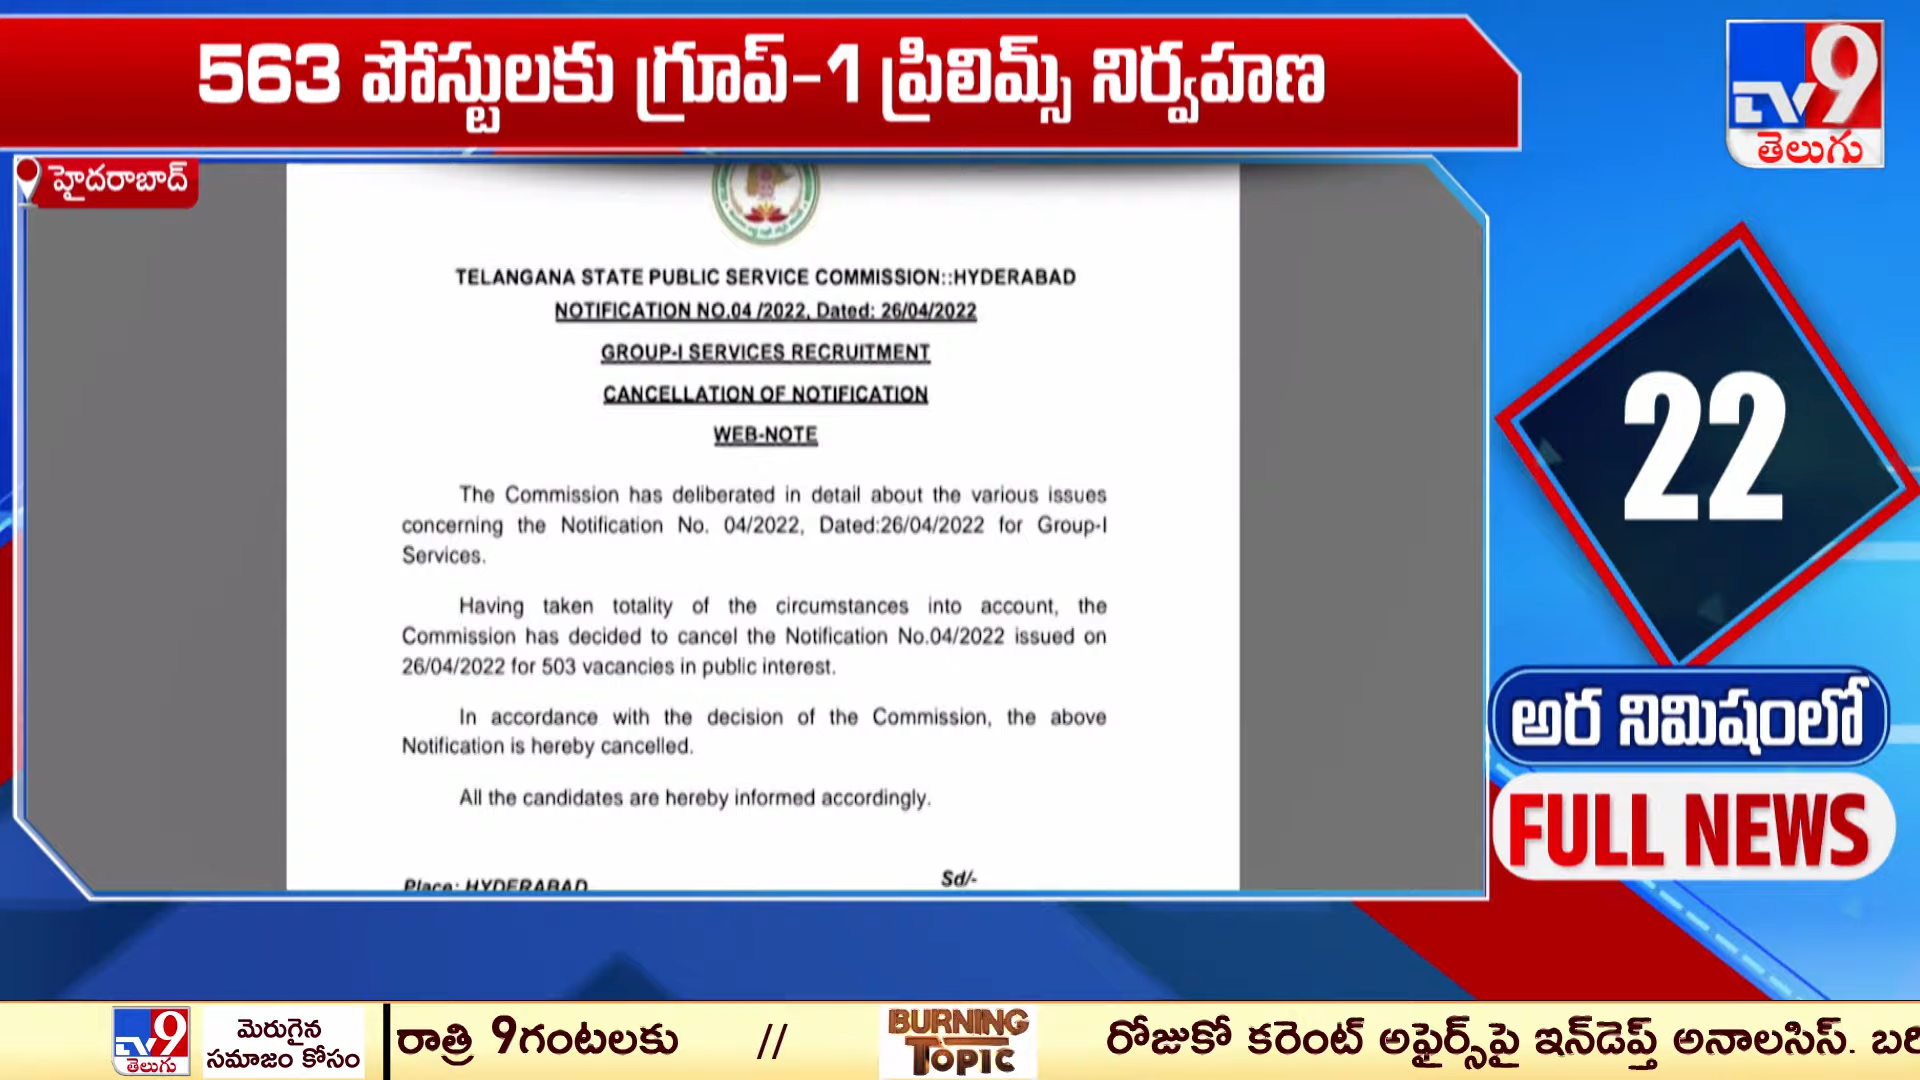 563 పోస్టులకు గ్రూప్-1 ప్రిలిమ్స్ నిర్వహణ
TV9
తెలుగు
హైదరాబాద్
TELANGANA STATE PUBLIC SERVICE COMMISSION::HYDERABAD
NOTIFICATION NO.04 /2022, Dated: 26/04/2022
GROUP-I SERVICES RECRUITMENT
CANCELLATION OF NOTIFICATION
WEB-NOTE
The Commission has deliberated in detail about the various issues
concerning the Notification No. 04/2022, Dated:26/04/2022 for Group-I
Services.
Having taken totality of the circumstances into account, the
Commission has decided to cancel the Notification No.04/2022 issued on
26/04/2022 for 503 vacancies in public interest.
In accordance with the decision of the Commission, the above
Notification is hereby cancelled.
All the candidates are hereby informed accordingly.
Sd/-
Place: HYDERABAD
22
అర నిమిషంలో
FULL NEWS
TV9
తెలుగు
మెరుగైన
సమాజం కోసం
రాత్రి 9గంటలకు // BURNING TOPIC రోజుకో కరెంట్ అఫైర్స్‌పై ఇన్‌డెప్త్ అనాలసిస్.